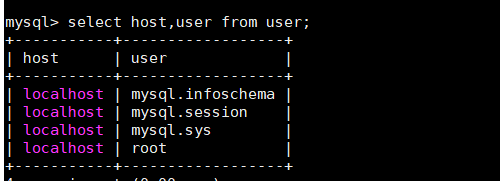 mysql> select host,user from user;
+-----------+------------------+
| host      | user             |
+-----------+------------------+
| localhost | mysql.infoschema |
| localhost | mysql.session    |
| localhost | mysql.sys        |
| localhost | root             |
+-----------+------------------+